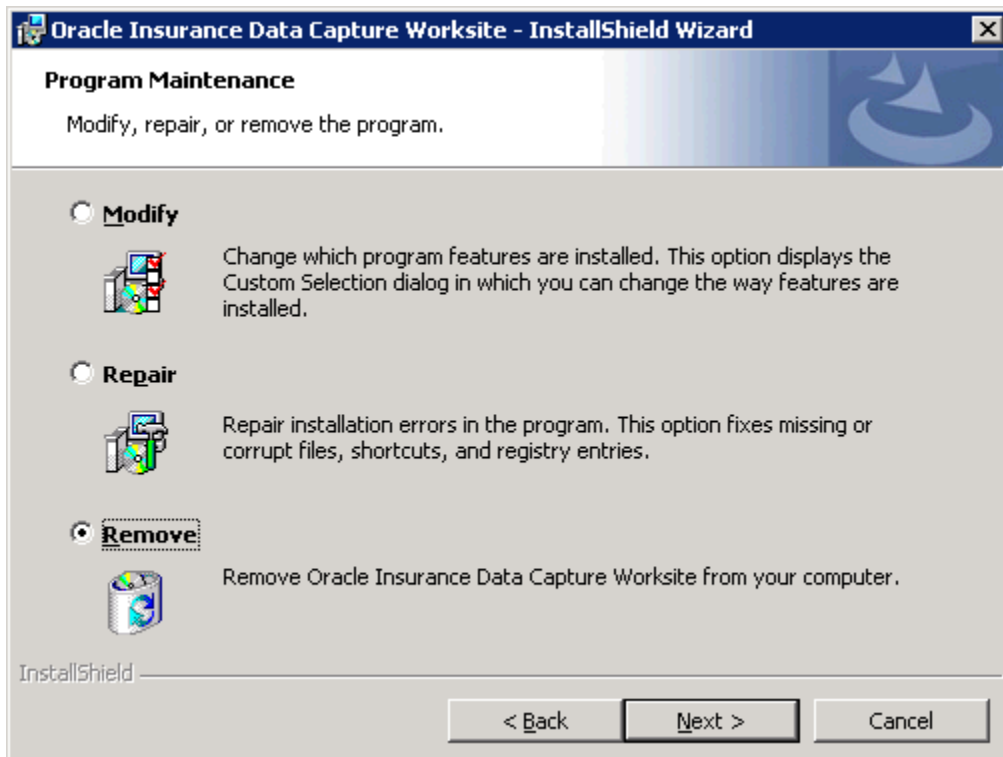 Oracle Insurance Data Capture Worksite - InstallShield Wizard
Program Maintenance
Modify, repair, or remove the program.
Modify
Change which program features are installed. This option displays the
Custom Selection dialog in which you can change the way features are
installed.
Repair
Repair installation errors in the program. This option fixes missing or
corrupt files, shortcuts, and registry entries.
Remove
Remove Oracle Insurance Data Capture Worksite from your computer.
InstallShield
< Back Next > Cancel